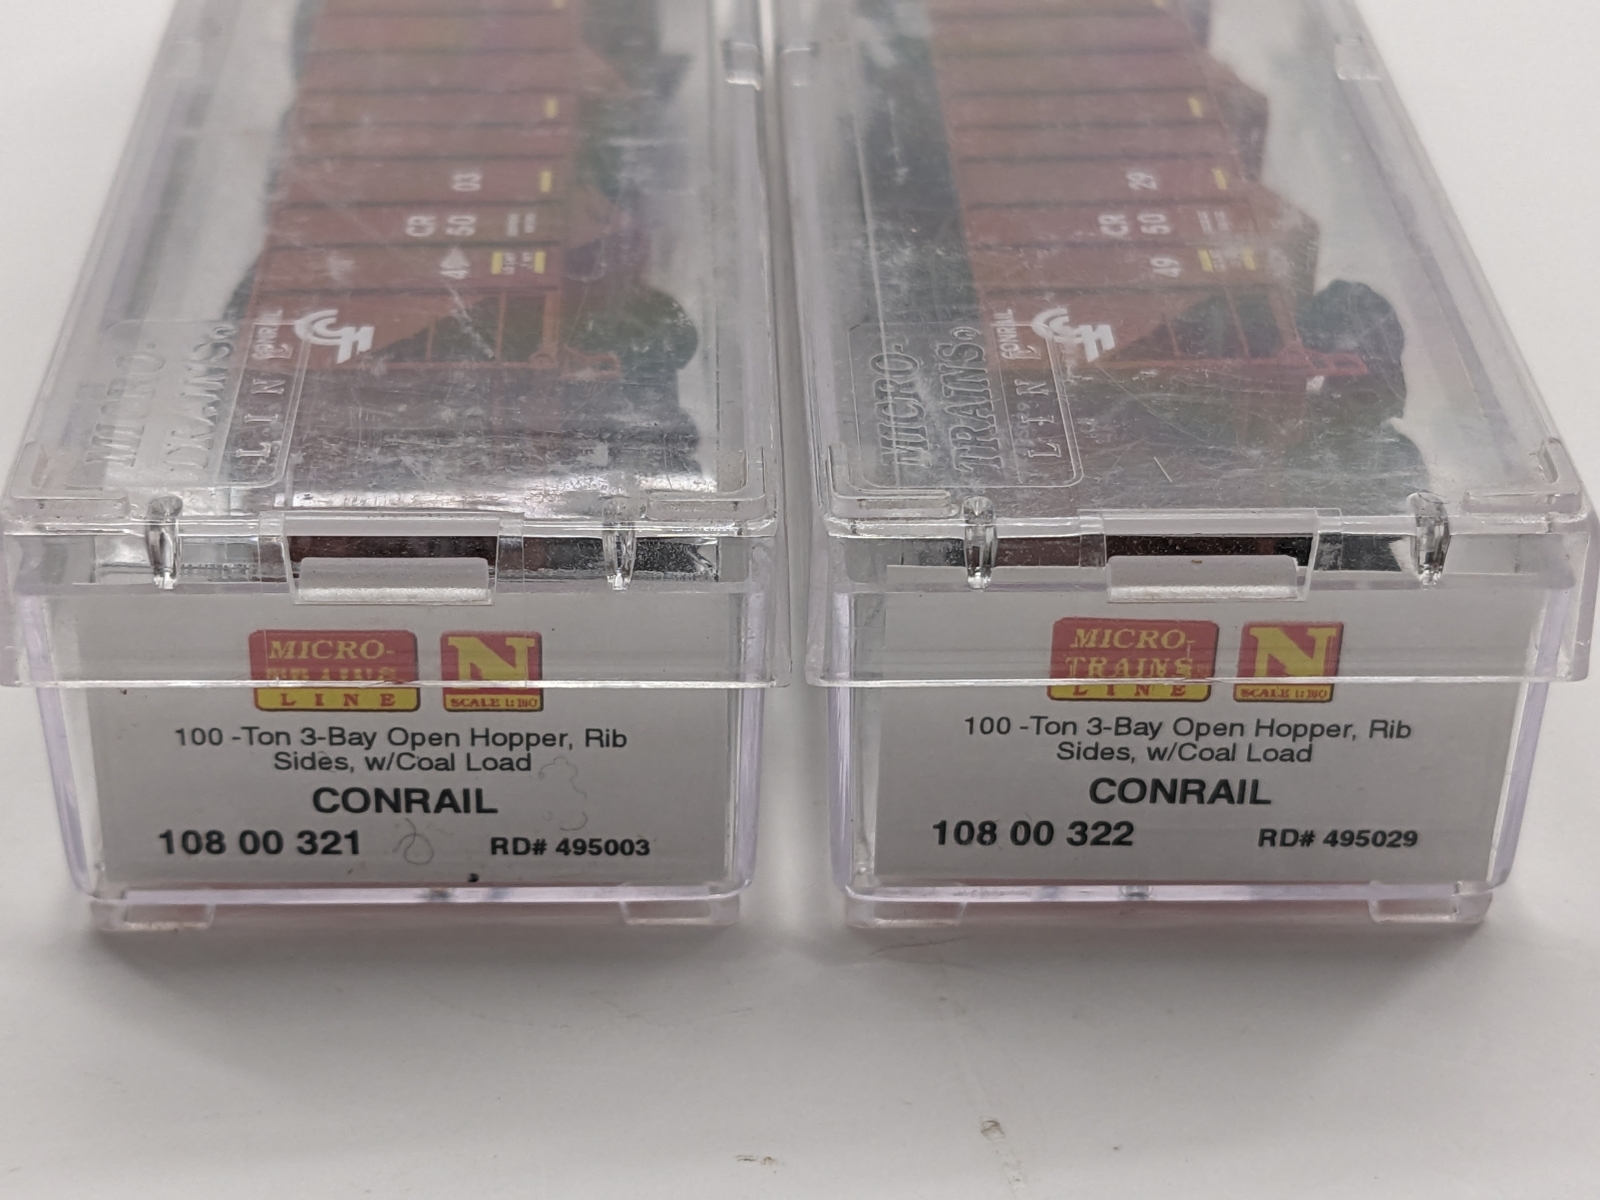 03
CR
50
49
CONRAIL
MICRO-
TRAINS®
LINE
MICRO-
TRAINS
LINE
N
SCALE 1:160
100 -Ton 3-Bay Open Hopper, Rib
Sides, w/Coal Load
CONRAIL
108 00 321
RD# 495003
29
CR
50
49
CONRAIL
MICRO-
TRAINS®
LINE
MICRO-
TRAINS
LINE
N
SCALE 1:160
100 -Ton 3-Bay Open Hopper, Rib
Sides, w/Coal Load
CONRAIL
108 00 322
RD# 495029